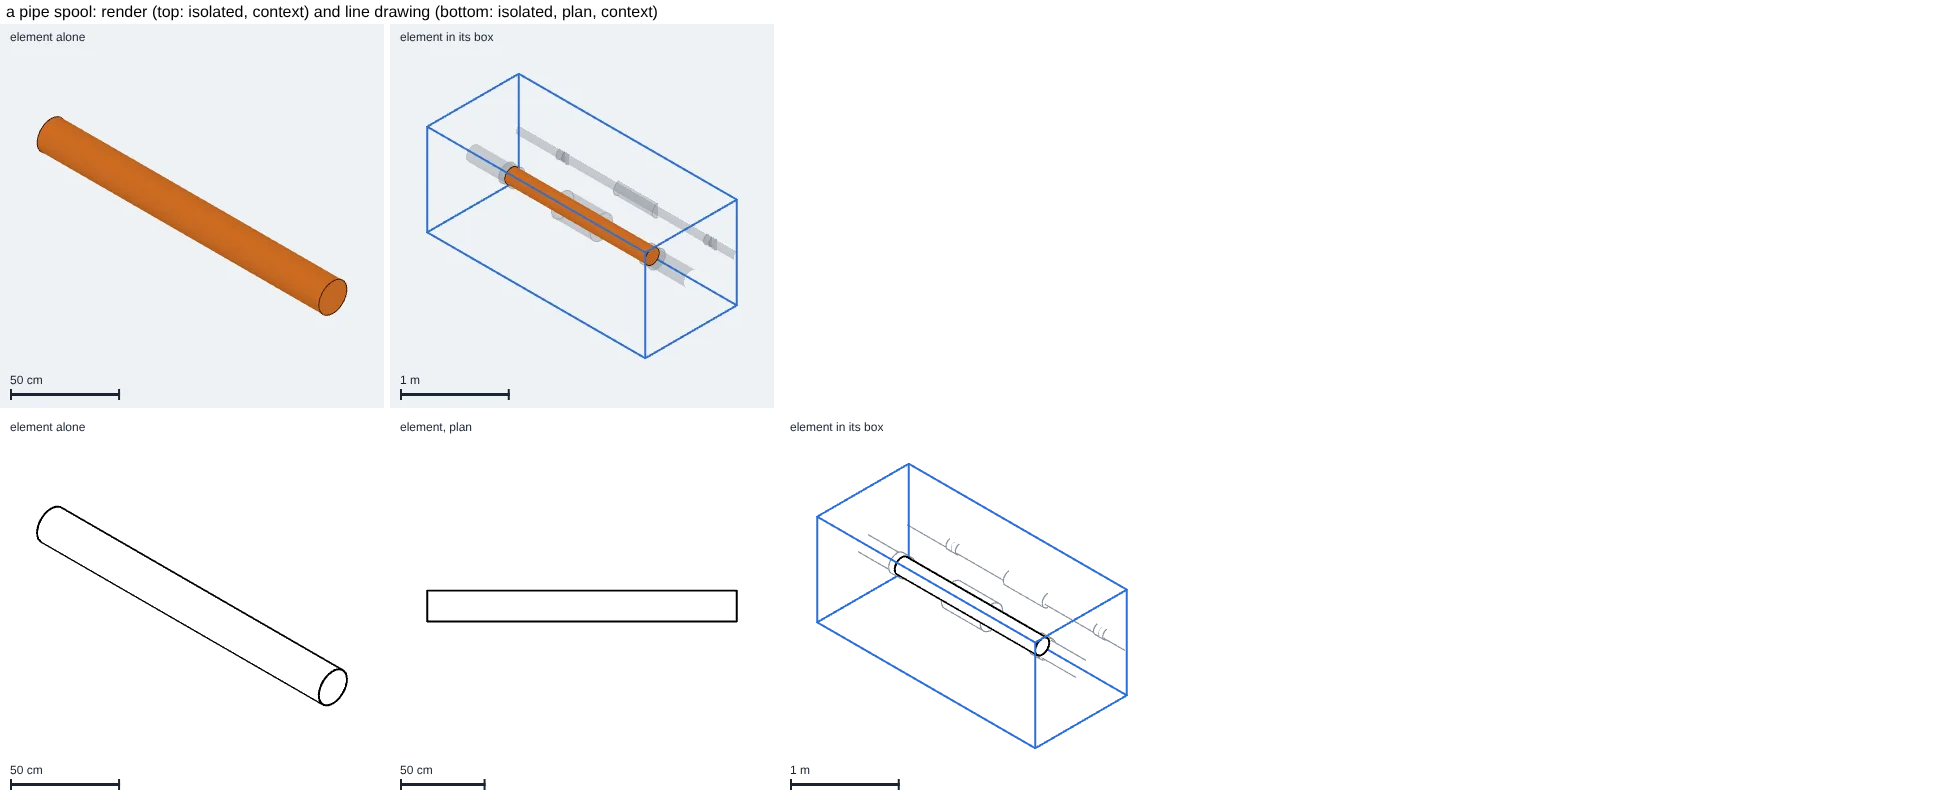 a pipe spool: render (top: isolated, context) and line drawing (bottom: isolated, plan, context)
element alone
element in its box
50 cm
1 m
element alone
element, plan
element in its box
50 cm
50 cm
1 m